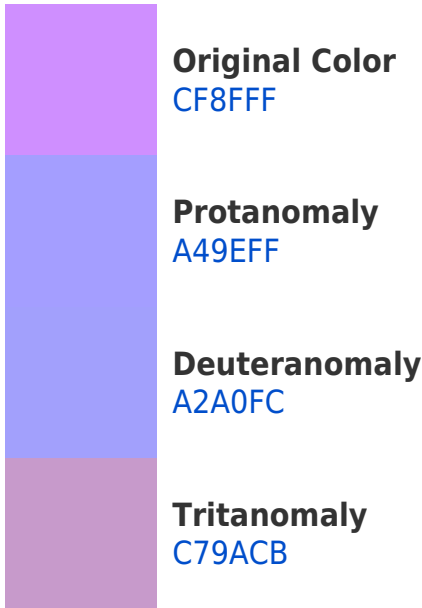 Original Color
CF8FFF
Protanomaly
A49EFF
Deuteranomaly
A2A0FC
Tritanomaly
C79ACB